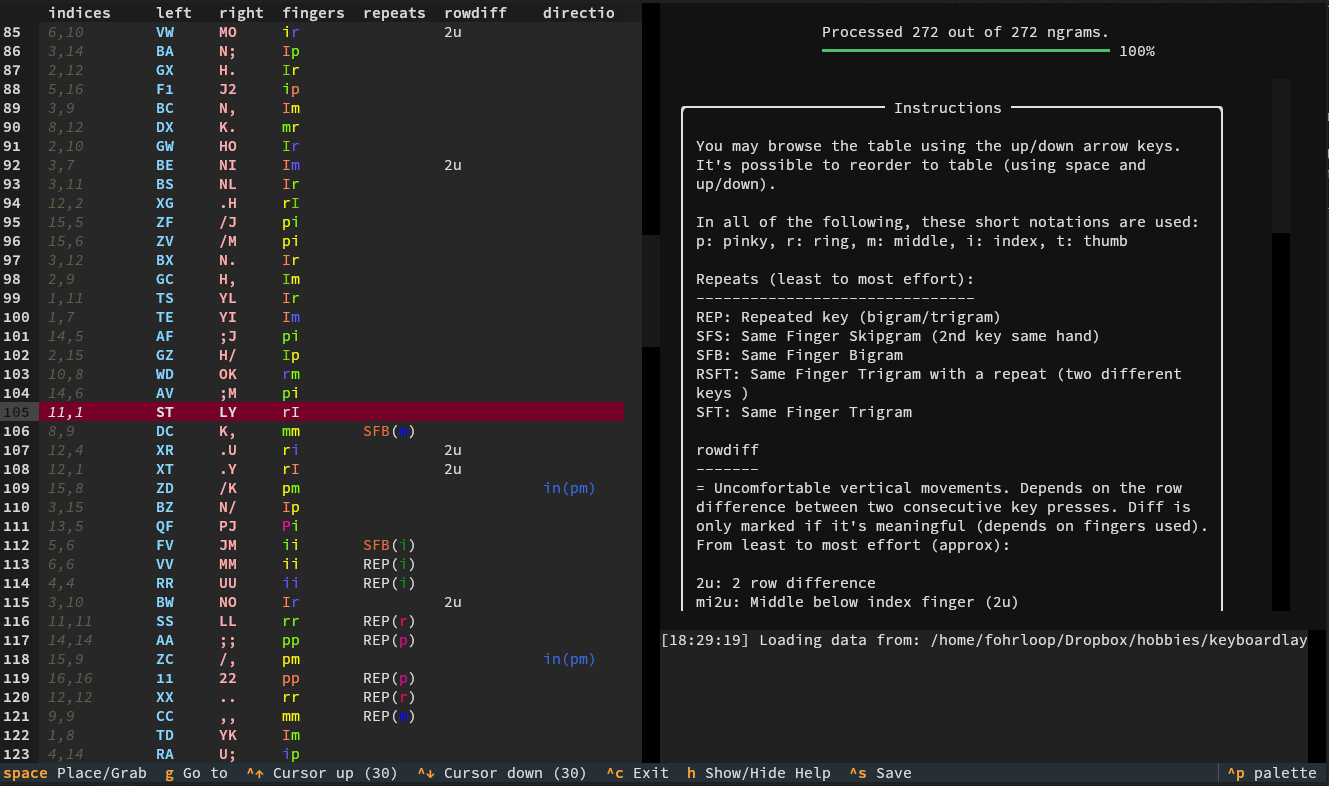 indices left right fingers repeats rowdiff directio
85 6,10 VW MO ir 2u
86 3,14 BA N; Ip
87 2,12 GX H. Ir
88 5,16 F1 J2 ip
89 3,9 BC N, Im
90 8,12 DX K. mr
91 2,10 GW HO Ir
92 3,7 BE NI Im 2u
93 3,11 BS NL Ir
94 12,2 XG .H rI
95 15,5 ZF /J pi
96 15,6 ZV /M pi
97 3,12 BX N. Ir
98 2,9 GC H, Im
99 1,11 TS YL Ir
100 1,7 TE YI Im
101 14,5 AF ;J pi
102 2,15 GZ H/ Ip
103 10,8 WD OK rm
104 14,6 AV ;M pi
105 11,1 ST LY rI
106 8,9 DC K, mm SFB(m)
107 12,4 XR .U ri 2u
108 12,1 XT .Y rI 2u
109 15,8 ZD /K pm in(pm)
110 3,15 BZ N/ Ip
111 13,5 QF PJ Pi
112 5,6 FV JM ii SFB(i)
113 6,6 VV MM ii REP(i)
114 4,4 RR UU ii REP(i)
115 3,10 BW NO Ir 2u
116 11,11 SS LL rr REP(r)
117 14,14 AA ;; pp REP(p)
118 15,9 ZC /, pm in(pm)
119 16,16 11 22 pp REP(p)
120 12,12 XX .. rr REP(r)
121 9,9 CC ,, mm REP(m)
122 1,8 TD YK Im
123 4,14 RA U; ip
Processed 272 out of 272 ngrams.
100%
Instructions
You may browse the table using the up/down arrow keys.
It's possible to reorder to table (using space and
up/down).
In all of the following, these short notations are used:
p: pinky, r: ring, m: middle, i: index, t: thumb
Repeats (least to most effort):
-------------------------------
REP: Repeated key (bigram/trigram)
SFS: Same Finger Skipgram (2nd key same hand)
SFB: Same Finger Bigram
RSFT: Same Finger Trigram with a repeat (two different
keys )
SFT: Same Finger Trigram
rowdiff
-------
= Uncomfortable vertical movements. Depends on the row
difference between two consecutive key presses. Diff is
only marked if it's meaningful (depends on fingers used).
From least to most effort (approx):
2u: 2 row difference
mi2u: Middle below index finger (2u)
[18:29:19] Loading data from: /home/fohrloop/Dropbox/hobbies/keyboardlay
space Place/Grab g Go to ^↑ Cursor up (30) ^↓ Cursor down (30) ^c Exit h Show/Hide Help ^s Save ^p palette